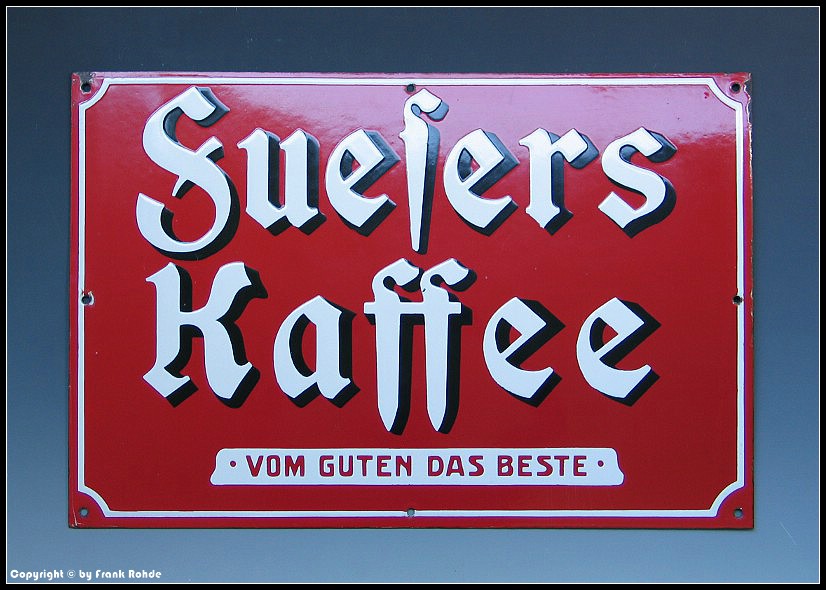 Sueſers
Kaffee
· VOM GUTEN DAS BESTE ·
Copyright © by Frank Rohde